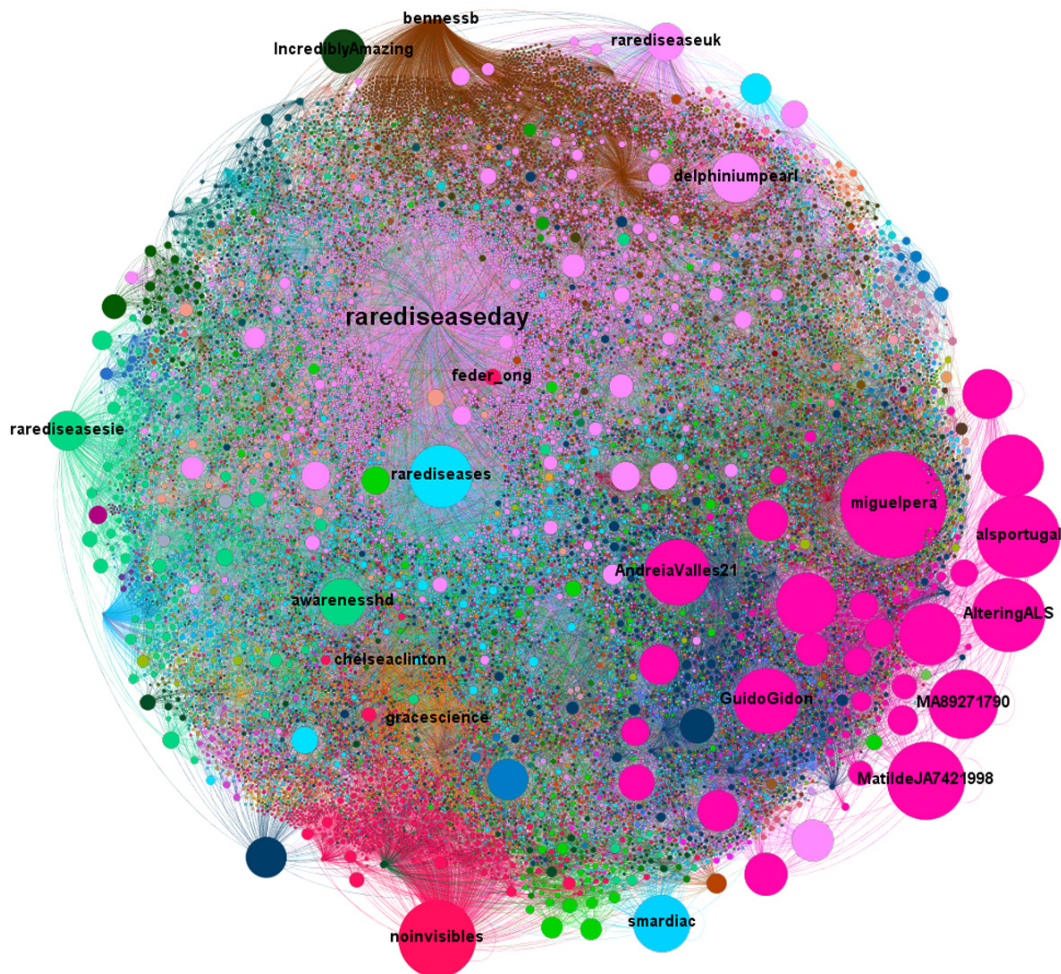 bennessb
IncrediblyAmazing
rarediseaseuk
delphiniumpearl
rarediseaseday
feder_ong
rarediseasesie
rarediseases
miguelpera
alsportugal
AndreiaValles21
awarenesshd
AlteringALS
chelseaclinton
GuidoGidon
MA89271790
gracescience
MatildeJA7421998
smardiac
noinvisibles